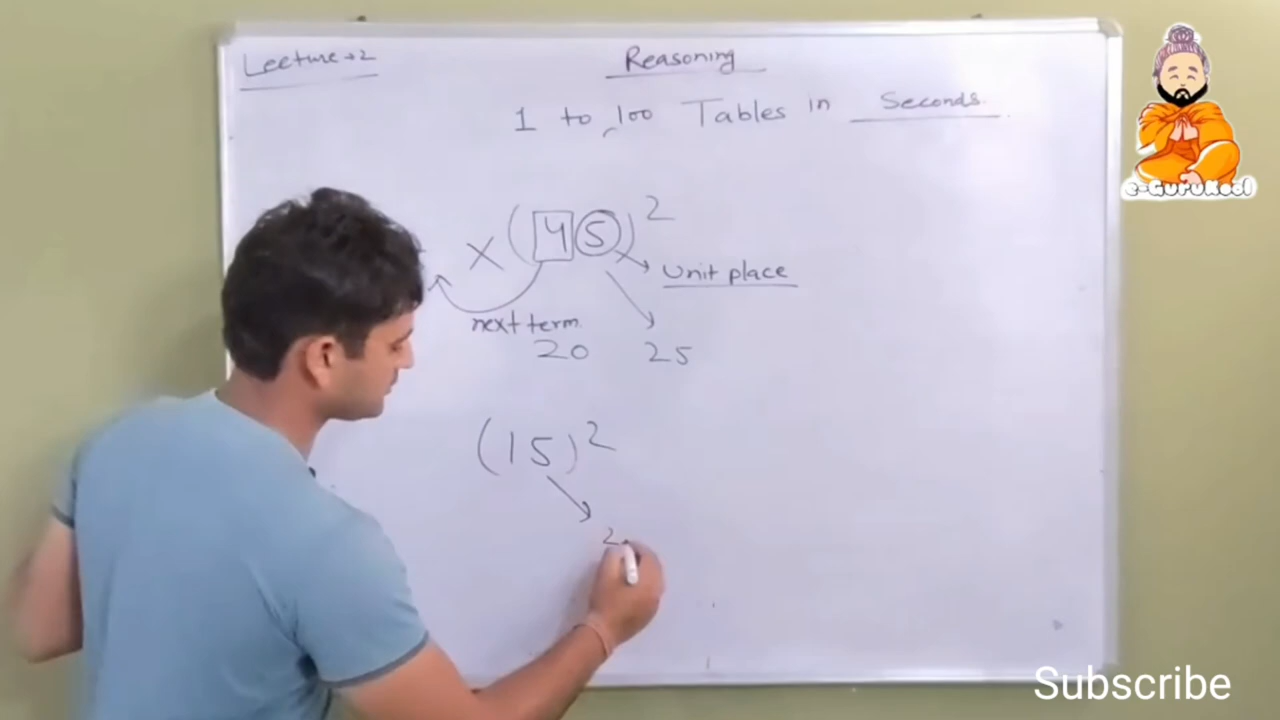 Lecture → 2
Reasoning
1 to 100 Tables in Seconds.
× (45)²
Unit place
next term.
20 25
(15)²
2
e-GuruKool
Subscribe